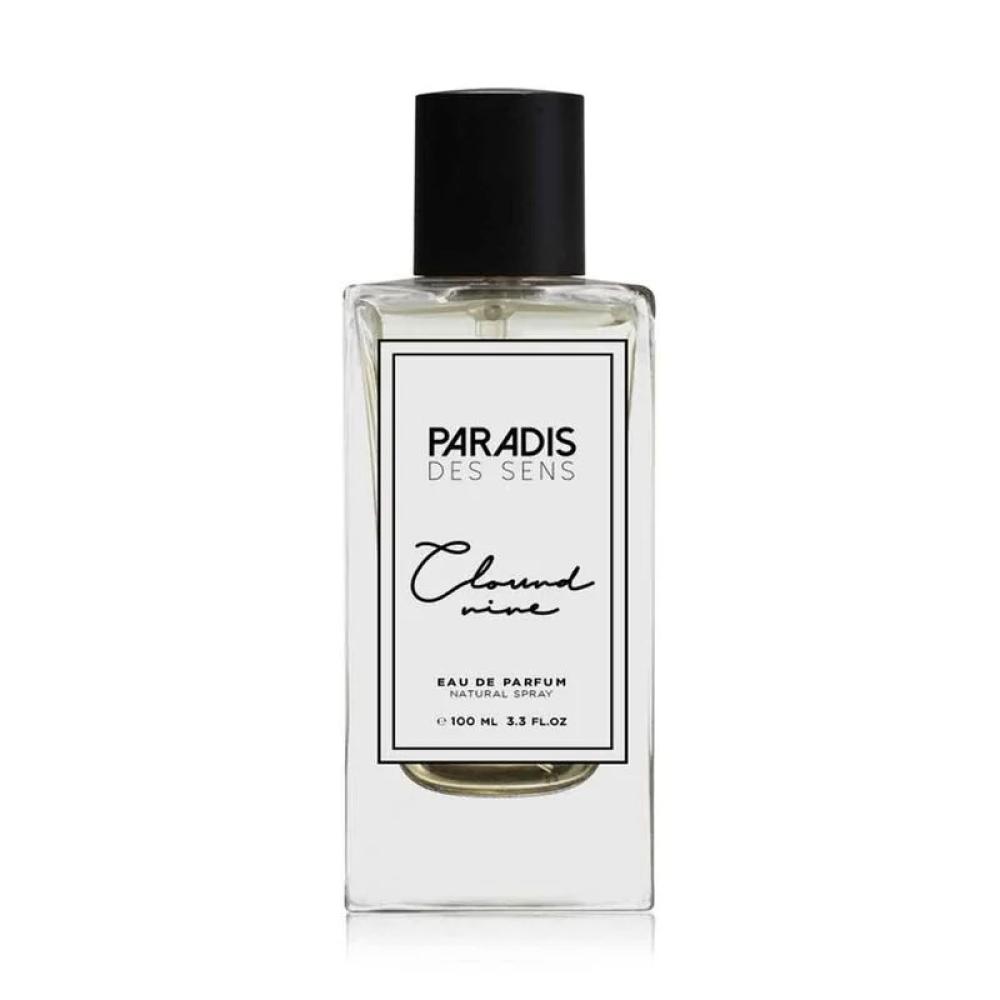 PARADIS
DES SENS
Clound
nine
EAU DE PARFUM
NATURAL SPRAY
℮ 100 ML 3.3 FL.OZ